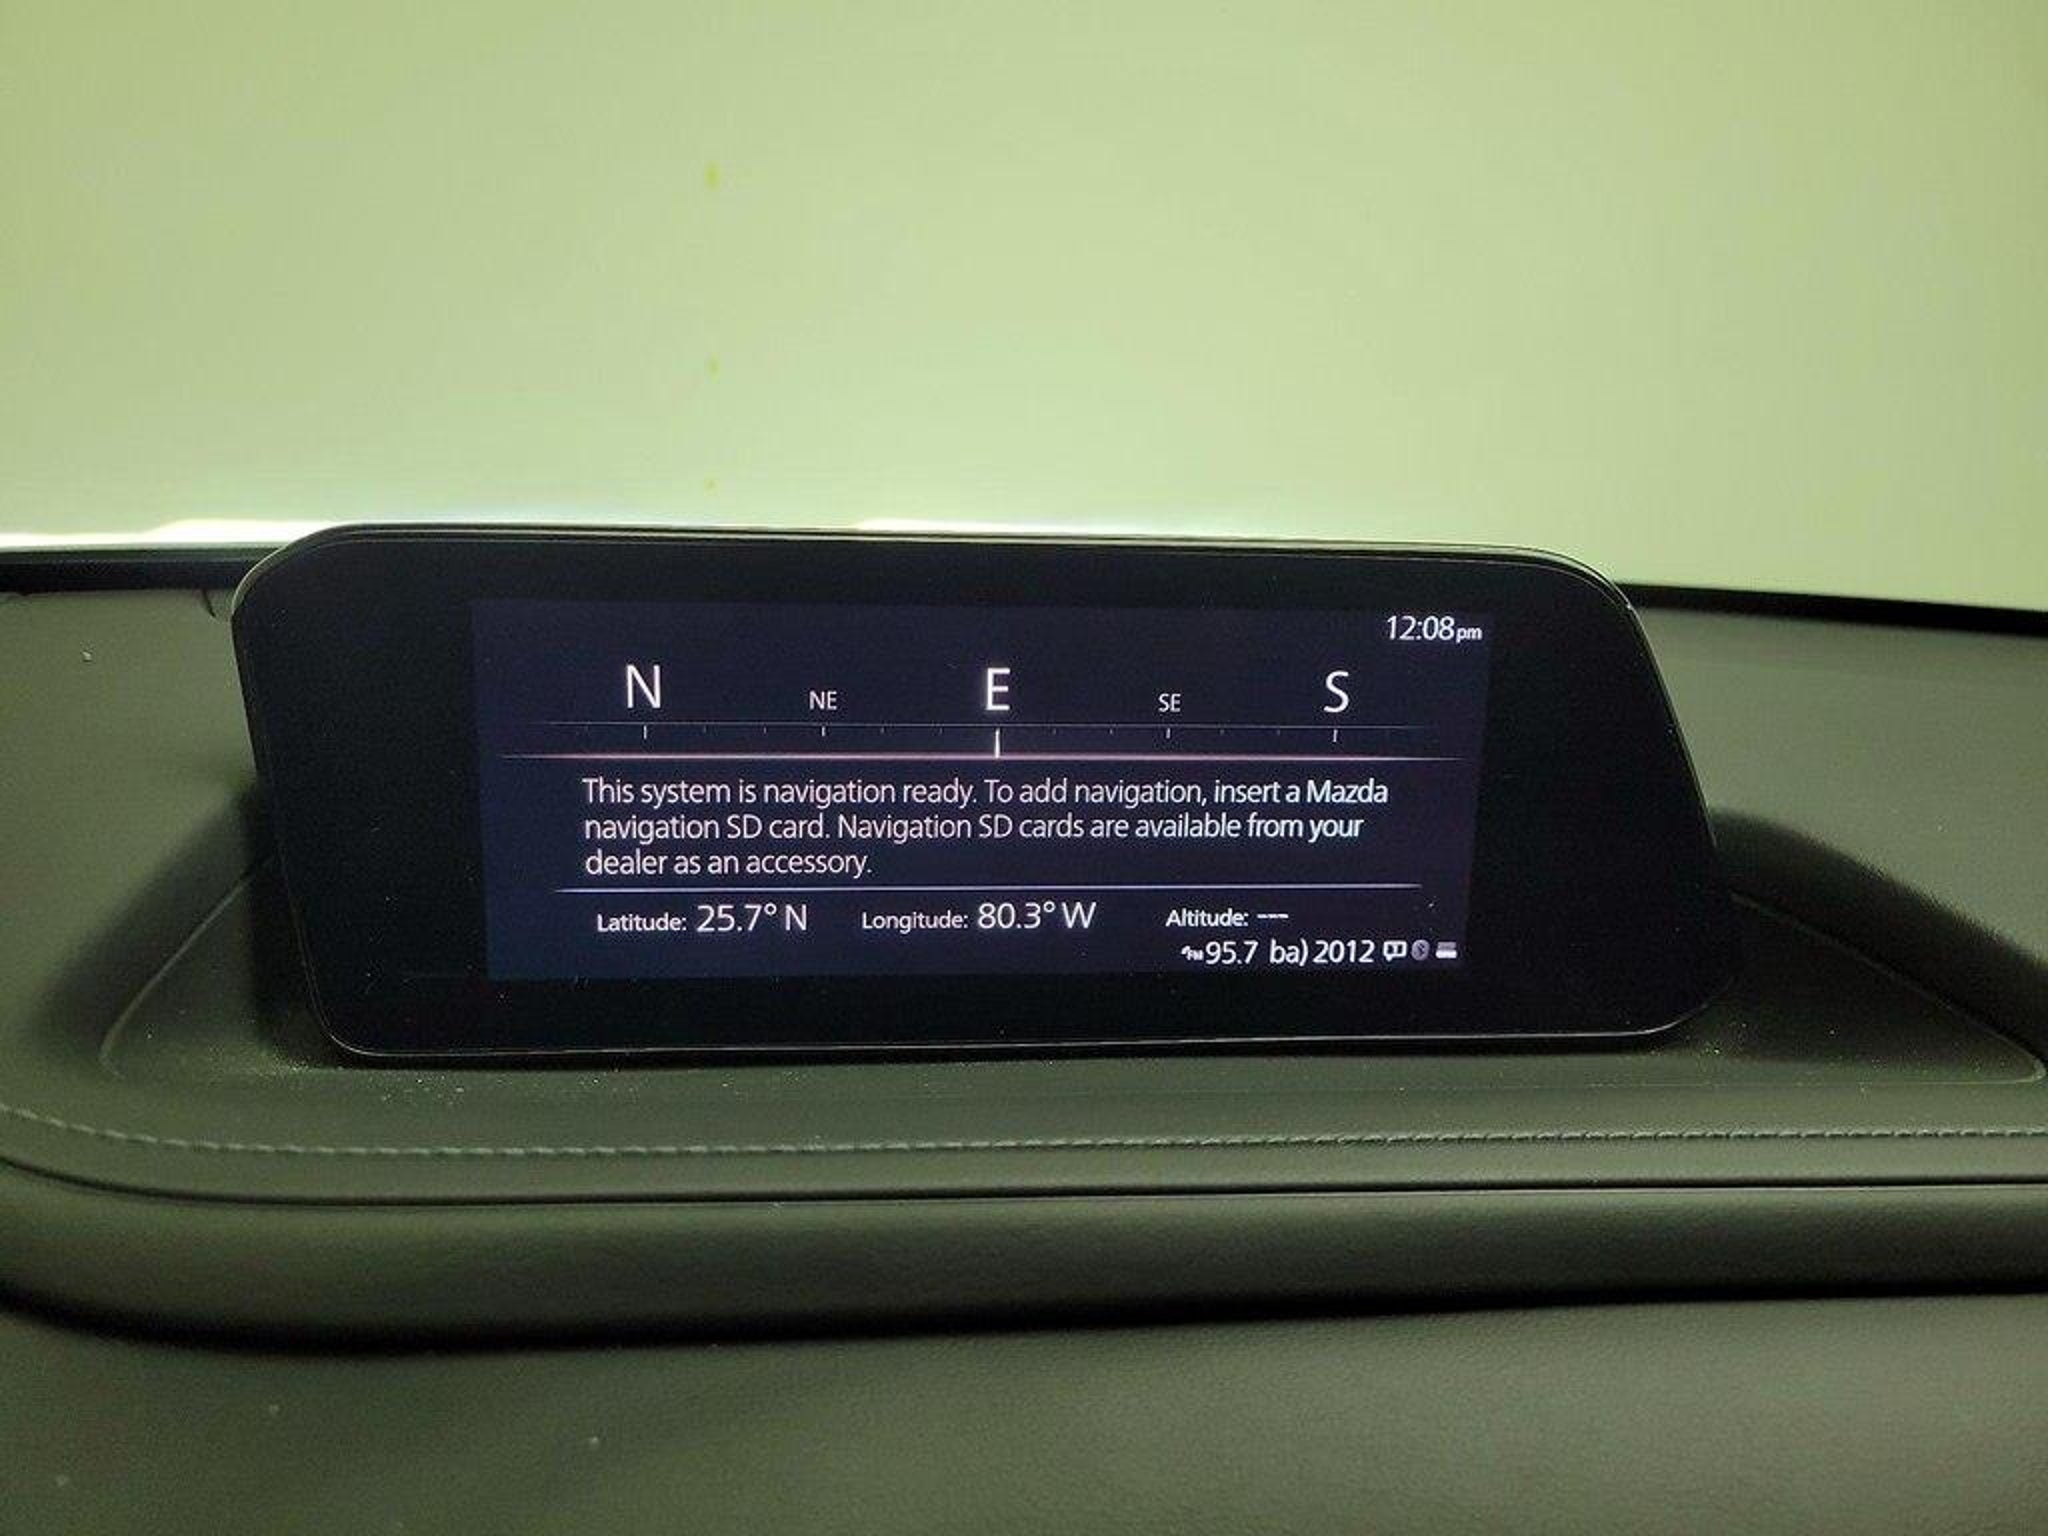 12:08pm
N NE E SE S
This system is navigation ready. To add navigation, insert a Mazda
navigation SD card. Navigation SD cards are available from your
dealer as an accessory.
Latitude: 25.7° N Longitude: 80.3° W Altitude: ---
FM 95.7 ba) 2012